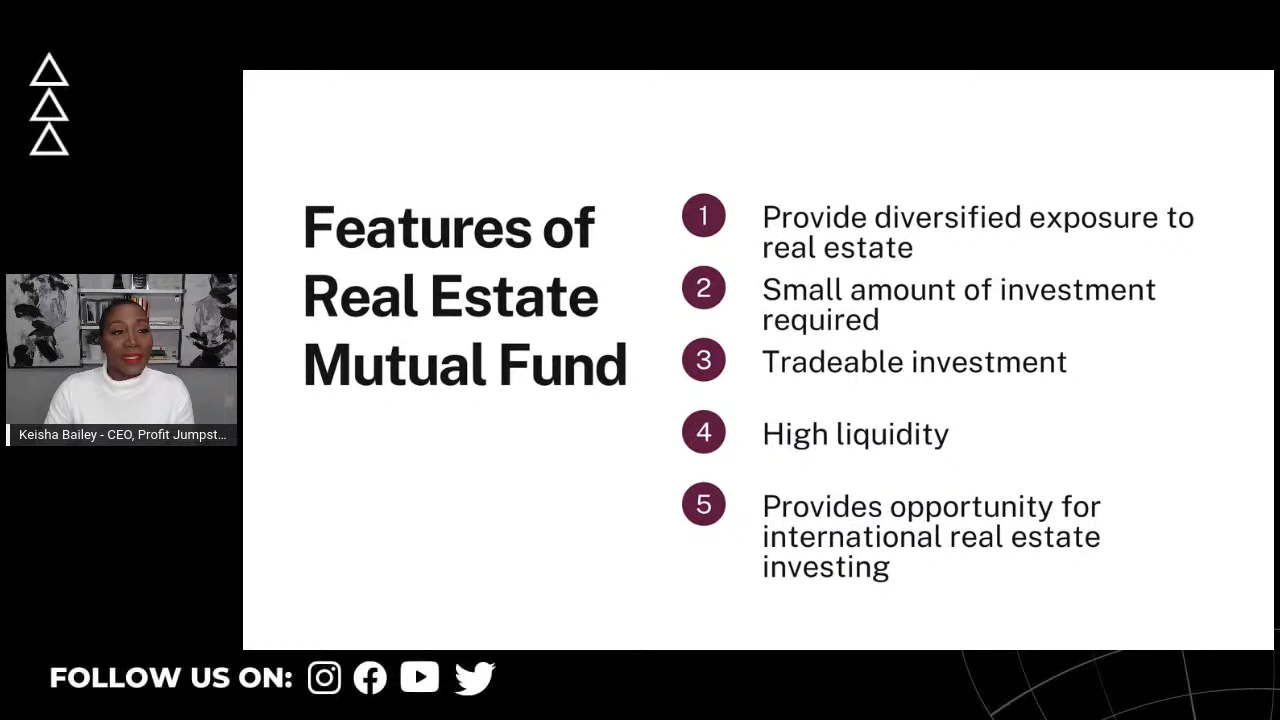 Features of
Real Estate
Mutual Fund
1
Provide diversified exposure to
real estate
2
Small amount of investment
required
3
Tradeable investment
4
High liquidity
5
Provides opportunity for
international real estate
investing
Keisha Bailey - CEO, Profit Jumpst...
FOLLOW US ON: